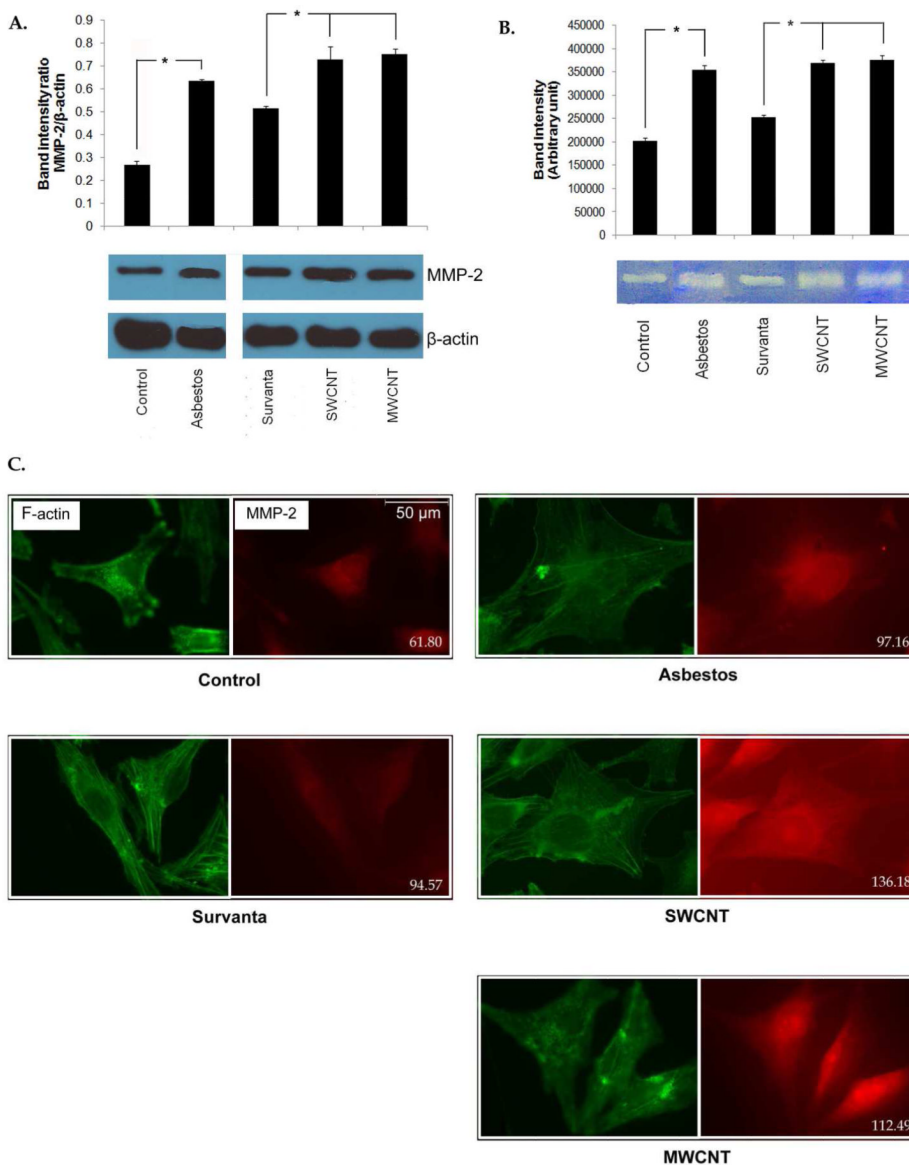 A.
Band intensity ratio
MMP-2/β-actin
0.9
0.8
0.7
0.6
0.5
0.4
0.3
0.2
0.1
0
*
*
MMP-2
β-actin
Control
Asbestos
Survanta
SWCNT
MWCNT
B.
Band intensity
(Arbitrary unit)
450000
400000
350000
300000
250000
200000
150000
100000
50000
0
*
*
Control
Asbestos
Survanta
SWCNT
MWCNT
C.
F-actin
MMP-2
50 µm
61.80
Control
97.16
Asbestos
94.57
Survanta
136.18
SWCNT
112.49
MWCNT